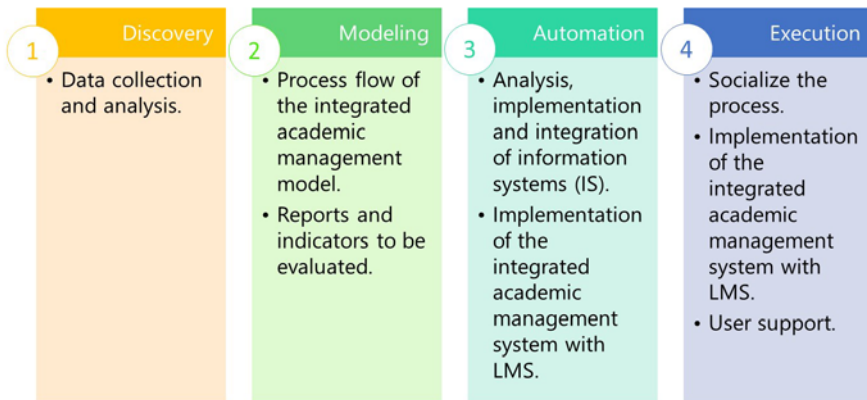 1
Discovery
• Data collection
and analysis.
2
Modeling
• Process flow of
the integrated
academic
management
model.
• Reports and
indicators to be
evaluated.
3
Automation
• Analysis,
implementation
and integration
of information
systems (IS).
• Implementation
of the
integrated
academic
management
system with
LMS.
4
Execution
• Socialize the
process.
• Implementation
of the
integrated
academic
management
system with
LMS.
• User support.